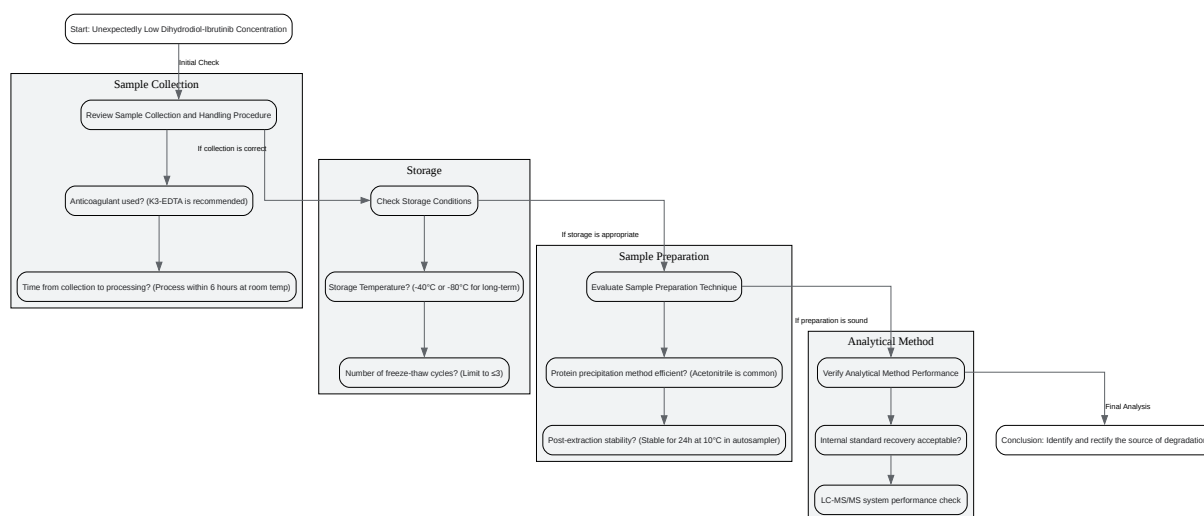 Start: Unexpectedly Low Dihydrodiol-Ibrutinib Concentration
Initial Check
Sample Collection
Review Sample Collection and Handling Procedure
If collection is correct
Anticoagulant used? (K3-EDTA is recommended)
Time from collection to processing? (Process within 6 hours at room temp)
Storage
Check Storage Conditions
If storage is appropriate
Storage Temperature? (-40°C or -80°C for long-term)
Number of freeze-thaw cycles? (Limit to ≤3)
Sample Preparation
Evaluate Sample Preparation Technique
If preparation is sound
Protein precipitation method efficient? (Acetonitrile is common)
Post-extraction stability? (Stable for 24h at 10°C in autosampler)
Analytical Method
Verify Analytical Method Performance
Final Analysis
Internal standard recovery acceptable?
LC-MS/MS system performance check
Conclusion: Identify and rectify the source of degradation